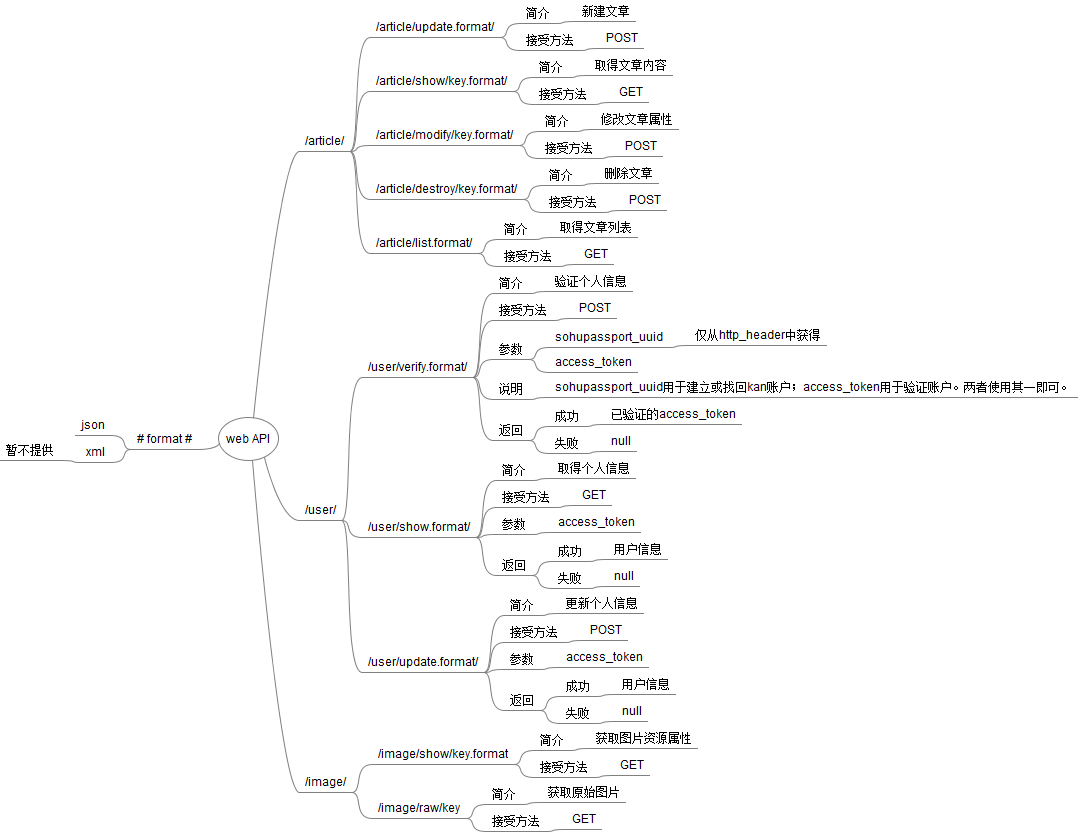 web API
# format #
json
xml
暂不提供
/article/
/article/update.format/
简介
新建文章
接受方法
POST
/article/show/key.format/
简介
取得文章内容
接受方法
GET
/article/modify/key.format/
简介
修改文章属性
接受方法
POST
/article/destroy/key.format/
简介
删除文章
接受方法
POST
/article/list.format/
简介
取得文章列表
接受方法
GET
/user/
/user/verify.format/
简介
验证个人信息
接受方法
POST
参数
sohupassport_uuid
仅从http_header中获得
access_token
说明
sohupassport_uuid用于建立或找回kan账户；access_token用于验证账户。两者使用其一即可。
返回
成功
已验证的access_token
失败
null
/user/show.format/
简介
取得个人信息
接受方法
GET
参数
access_token
返回
成功
用户信息
失败
null
/user/update.format/
简介
更新个人信息
接受方法
POST
参数
access_token
返回
成功
用户信息
失败
null
/image/
/image/show/key.format
简介
获取图片资源属性
接受方法
GET
/image/raw/key
简介
获取原始图片
接受方法
GET